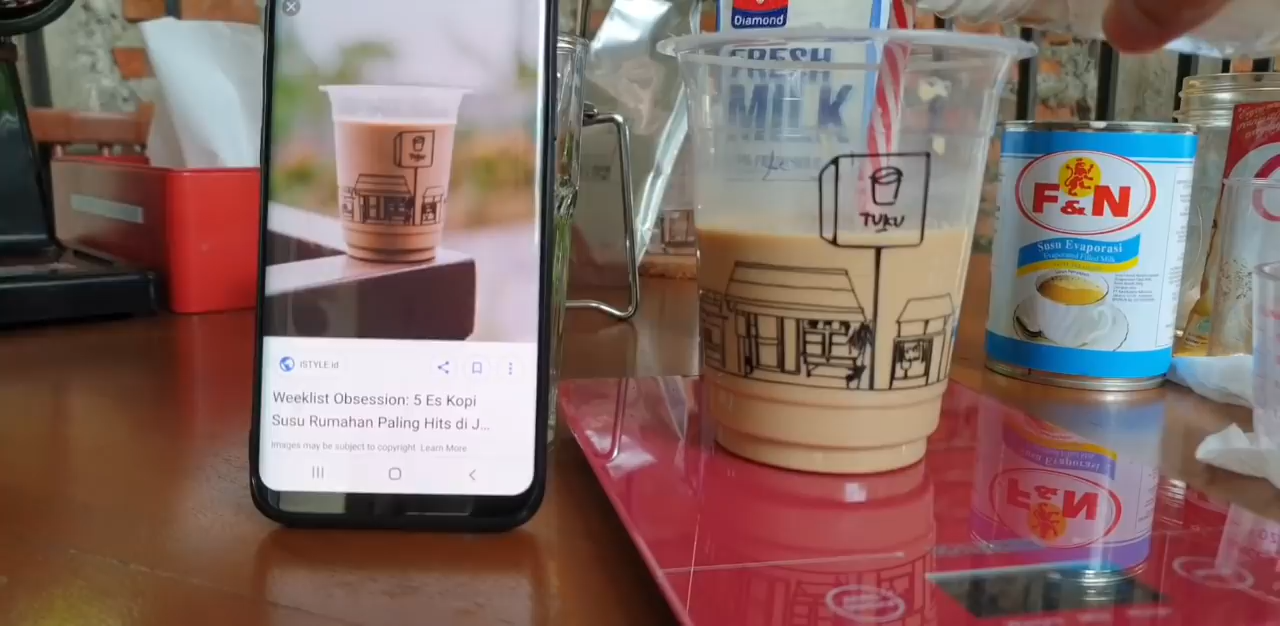 TUKU
ISTYLE.id
Weeklist Obsession: 5 Es Kopi
Susu Rumahan Paling Hits di J...
Images may be subject to copyright. Learn More
Diamond
FRESH
MILK
TUKU
F&N
Susu Evaporasi
Evaporated Filled Milk
F&N